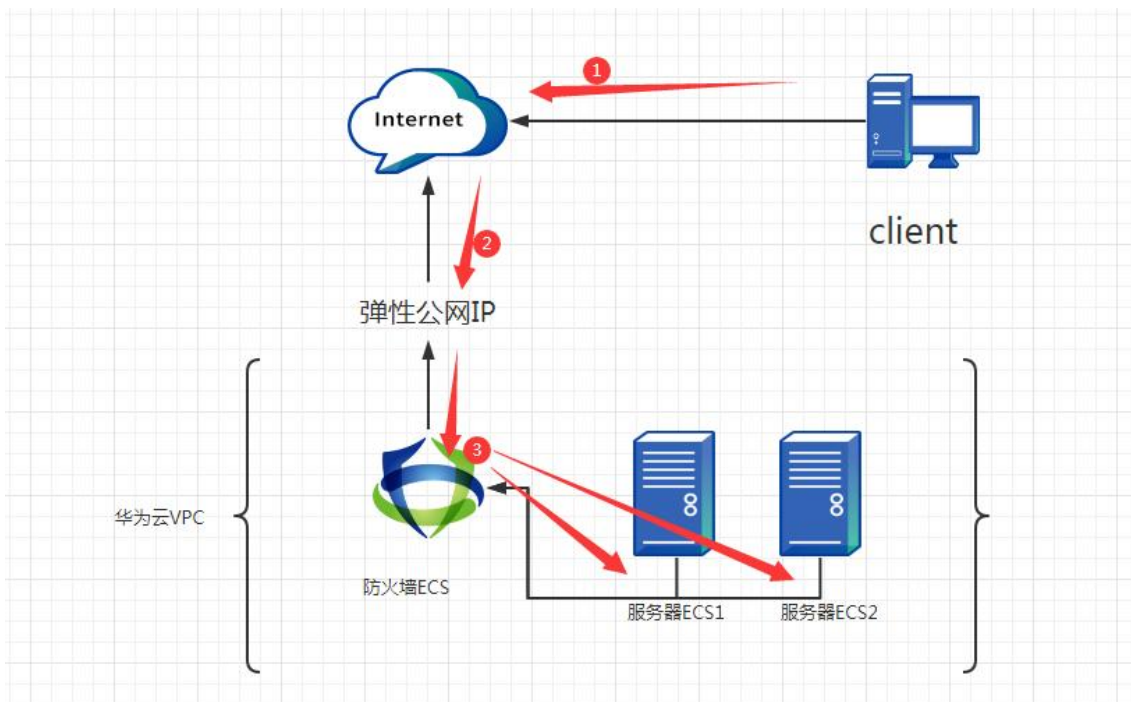 1
Internet
client
2
弹性公网IP
3
华为云VPC
防火墙ECS
服务器ECS1
服务器ECS2